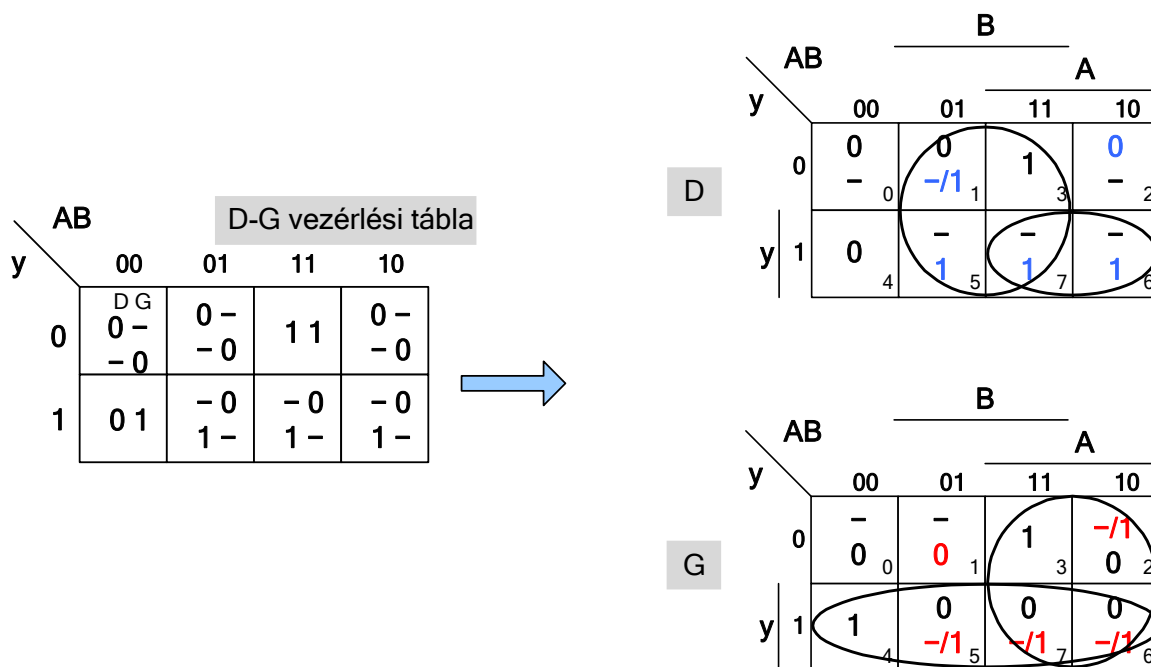 AB
D-G vezérlési tábla
y
00 01 11 10
D G
0
0 –
– 0
0 –
– 0
1 1
0 –
– 0
1
0 1
– 0
1 –
– 0
1 –
– 0
1 –
D
B
AB
A
y
00 01 11 10
0
0
– 0
0
–/1 1
1 3
0
– 2
y 1
0 4
–
1 5
–
1 7
–
1 6
G
B
AB
A
y
00 01 11 10
0
–
0 0
–
0 1
1 3
–/1
0 2
y 1
1 4
0
–/1 5
0
–/1 7
0
–/1 6